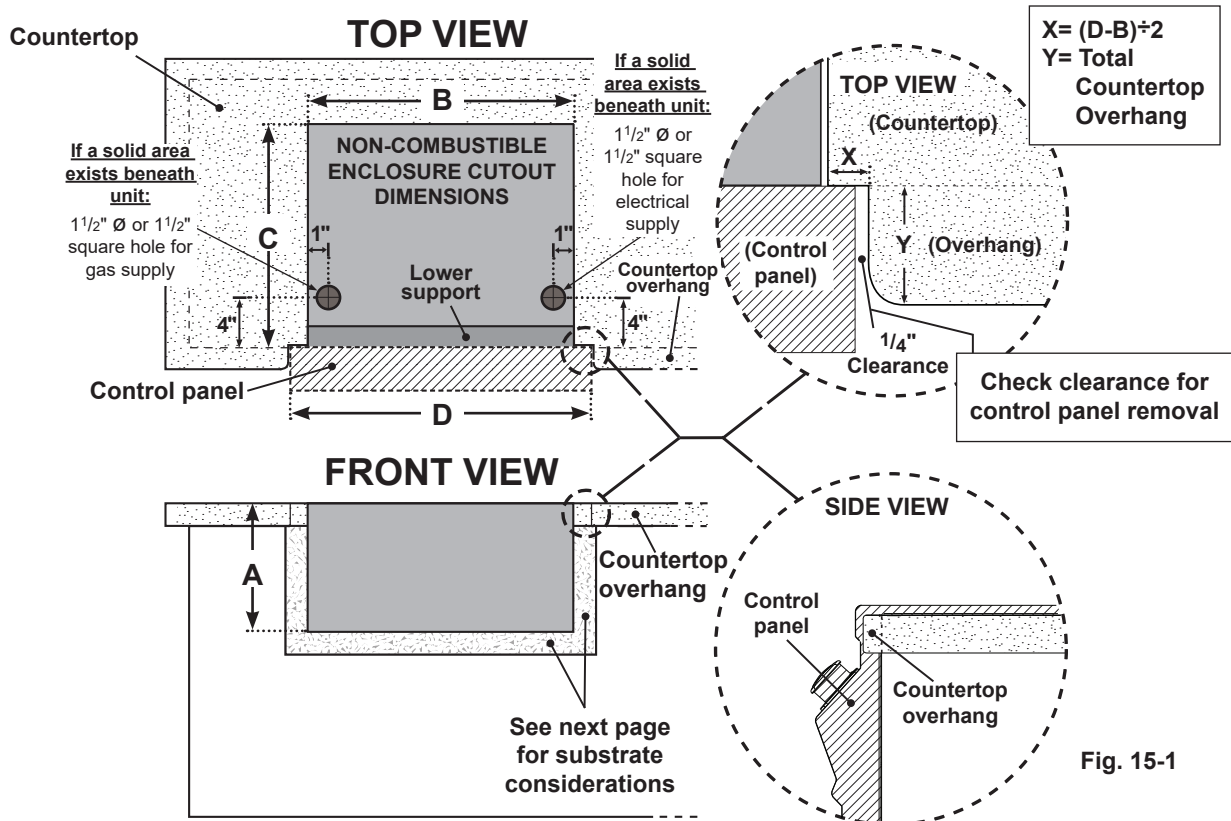 TOP VIEW
Countertop
B
If a solid
area exists
beneath unit:
1 1/2" Ø or
1 1/2" square
hole for
electrical
supply
NON-COMBUSTIBLE
ENCLOSURE CUTOUT
DIMENSIONS
If a solid area
exists beneath
unit:
1 1/2" Ø or 1 1/2"
square hole for
gas supply
C
1"
1"
Lower
support
4"
4"
Countertop
overhang
Control panel
D
X= (D-B)÷2
Y= Total
Countertop
Overhang
TOP VIEW
(Countertop)
X
(Control
panel)
Y
(Overhang)
1/4"
Clearance
Check clearance for
control panel removal
FRONT VIEW
A
Countertop
overhang
See next page
for substrate
considerations
SIDE VIEW
Control
panel
Countertop
overhang
Fig. 15-1